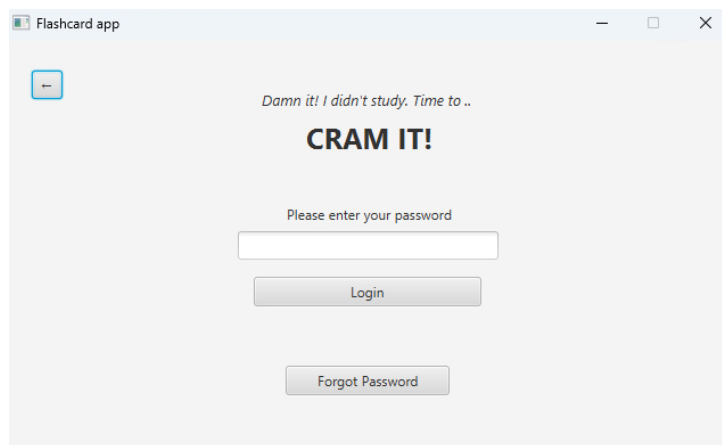 Flashcard app
←
Damn it! I didn't study. Time to ..
CRAM IT!
Please enter your password
Login
Forgot Password